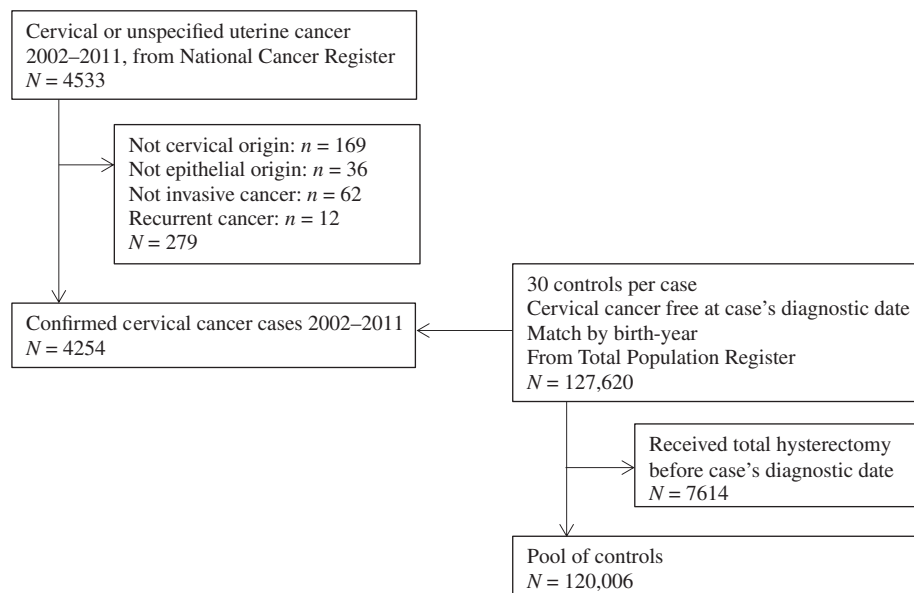 Cervical or unspecified uterine cancer
2002–2011, from National Cancer Register
N = 4533
Not cervical origin: n = 169
Not epithelial origin: n = 36
Not invasive cancer: n = 62
Recurrent cancer: n = 12
N = 279
Confirmed cervical cancer cases 2002–2011
N = 4254
30 controls per case
Cervical cancer free at case's diagnostic date
Match by birth-year
From Total Population Register
N = 127,620
Received total hysterectomy
before case's diagnostic date
N = 7614
Pool of controls
N = 120,006